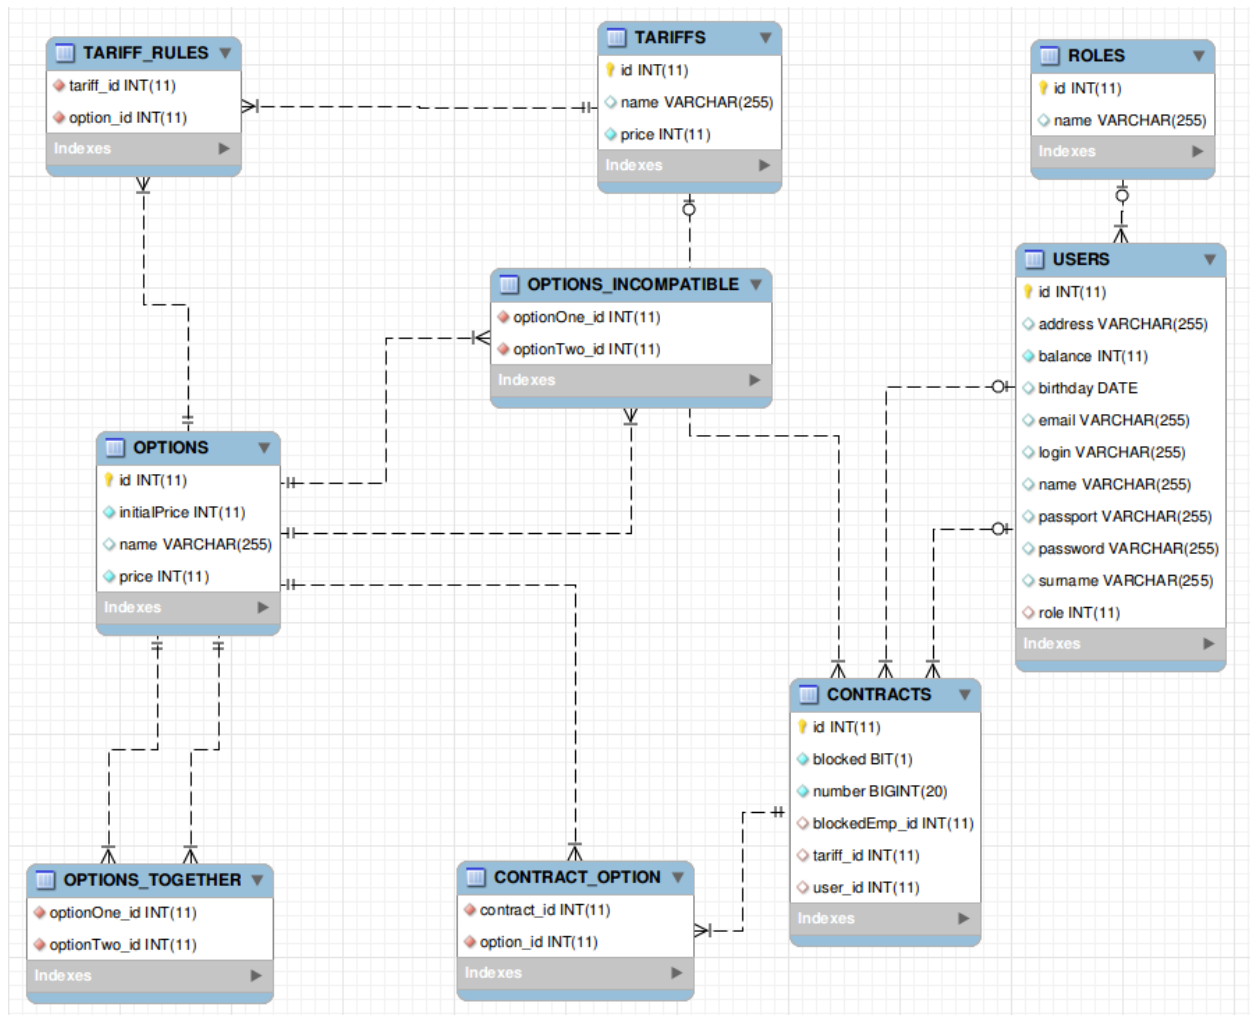 TARIFF_RULES
tariff_id INT(11)
option_id INT(11)
Indexes
TARIFFS
id INT(11)
name VARCHAR(255)
price INT(11)
Indexes
ROLES
id INT(11)
name VARCHAR(255)
Indexes
OPTIONS_INCOMPATIBLE
optionOne_id INT(11)
optionTwo_id INT(11)
Indexes
USERS
id INT(11)
address VARCHAR(255)
balance INT(11)
birthday DATE
email VARCHAR(255)
login VARCHAR(255)
name VARCHAR(255)
passport VARCHAR(255)
password VARCHAR(255)
surname VARCHAR(255)
role INT(11)
Indexes
OPTIONS
id INT(11)
initialPrice INT(11)
name VARCHAR(255)
price INT(11)
Indexes
CONTRACTS
id INT(11)
blocked BIT(1)
number BIGINT(20)
blockedEmp_id INT(11)
tariff_id INT(11)
user_id INT(11)
Indexes
OPTIONS_TOGETHER
optionOne_id INT(11)
optionTwo_id INT(11)
Indexes
CONTRACT_OPTION
contract_id INT(11)
option_id INT(11)
Indexes